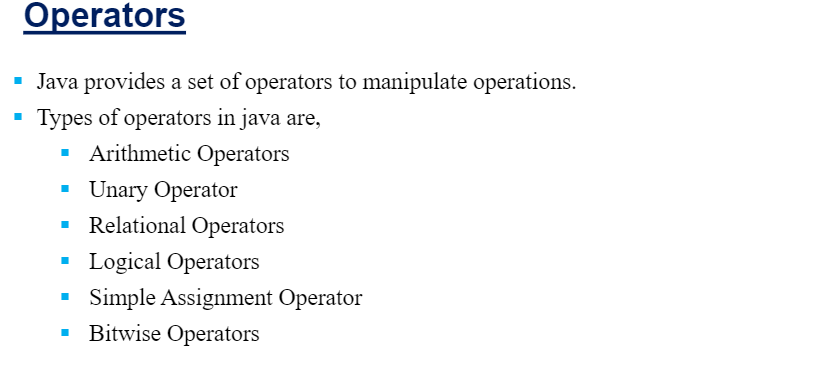 Operators
Java provides a set of operators to manipulate operations.
Types of operators in java are,
Arithmetic Operators
Unary Operator
Relational Operators
Logical Operators
Simple Assignment Operator
Bitwise Operators